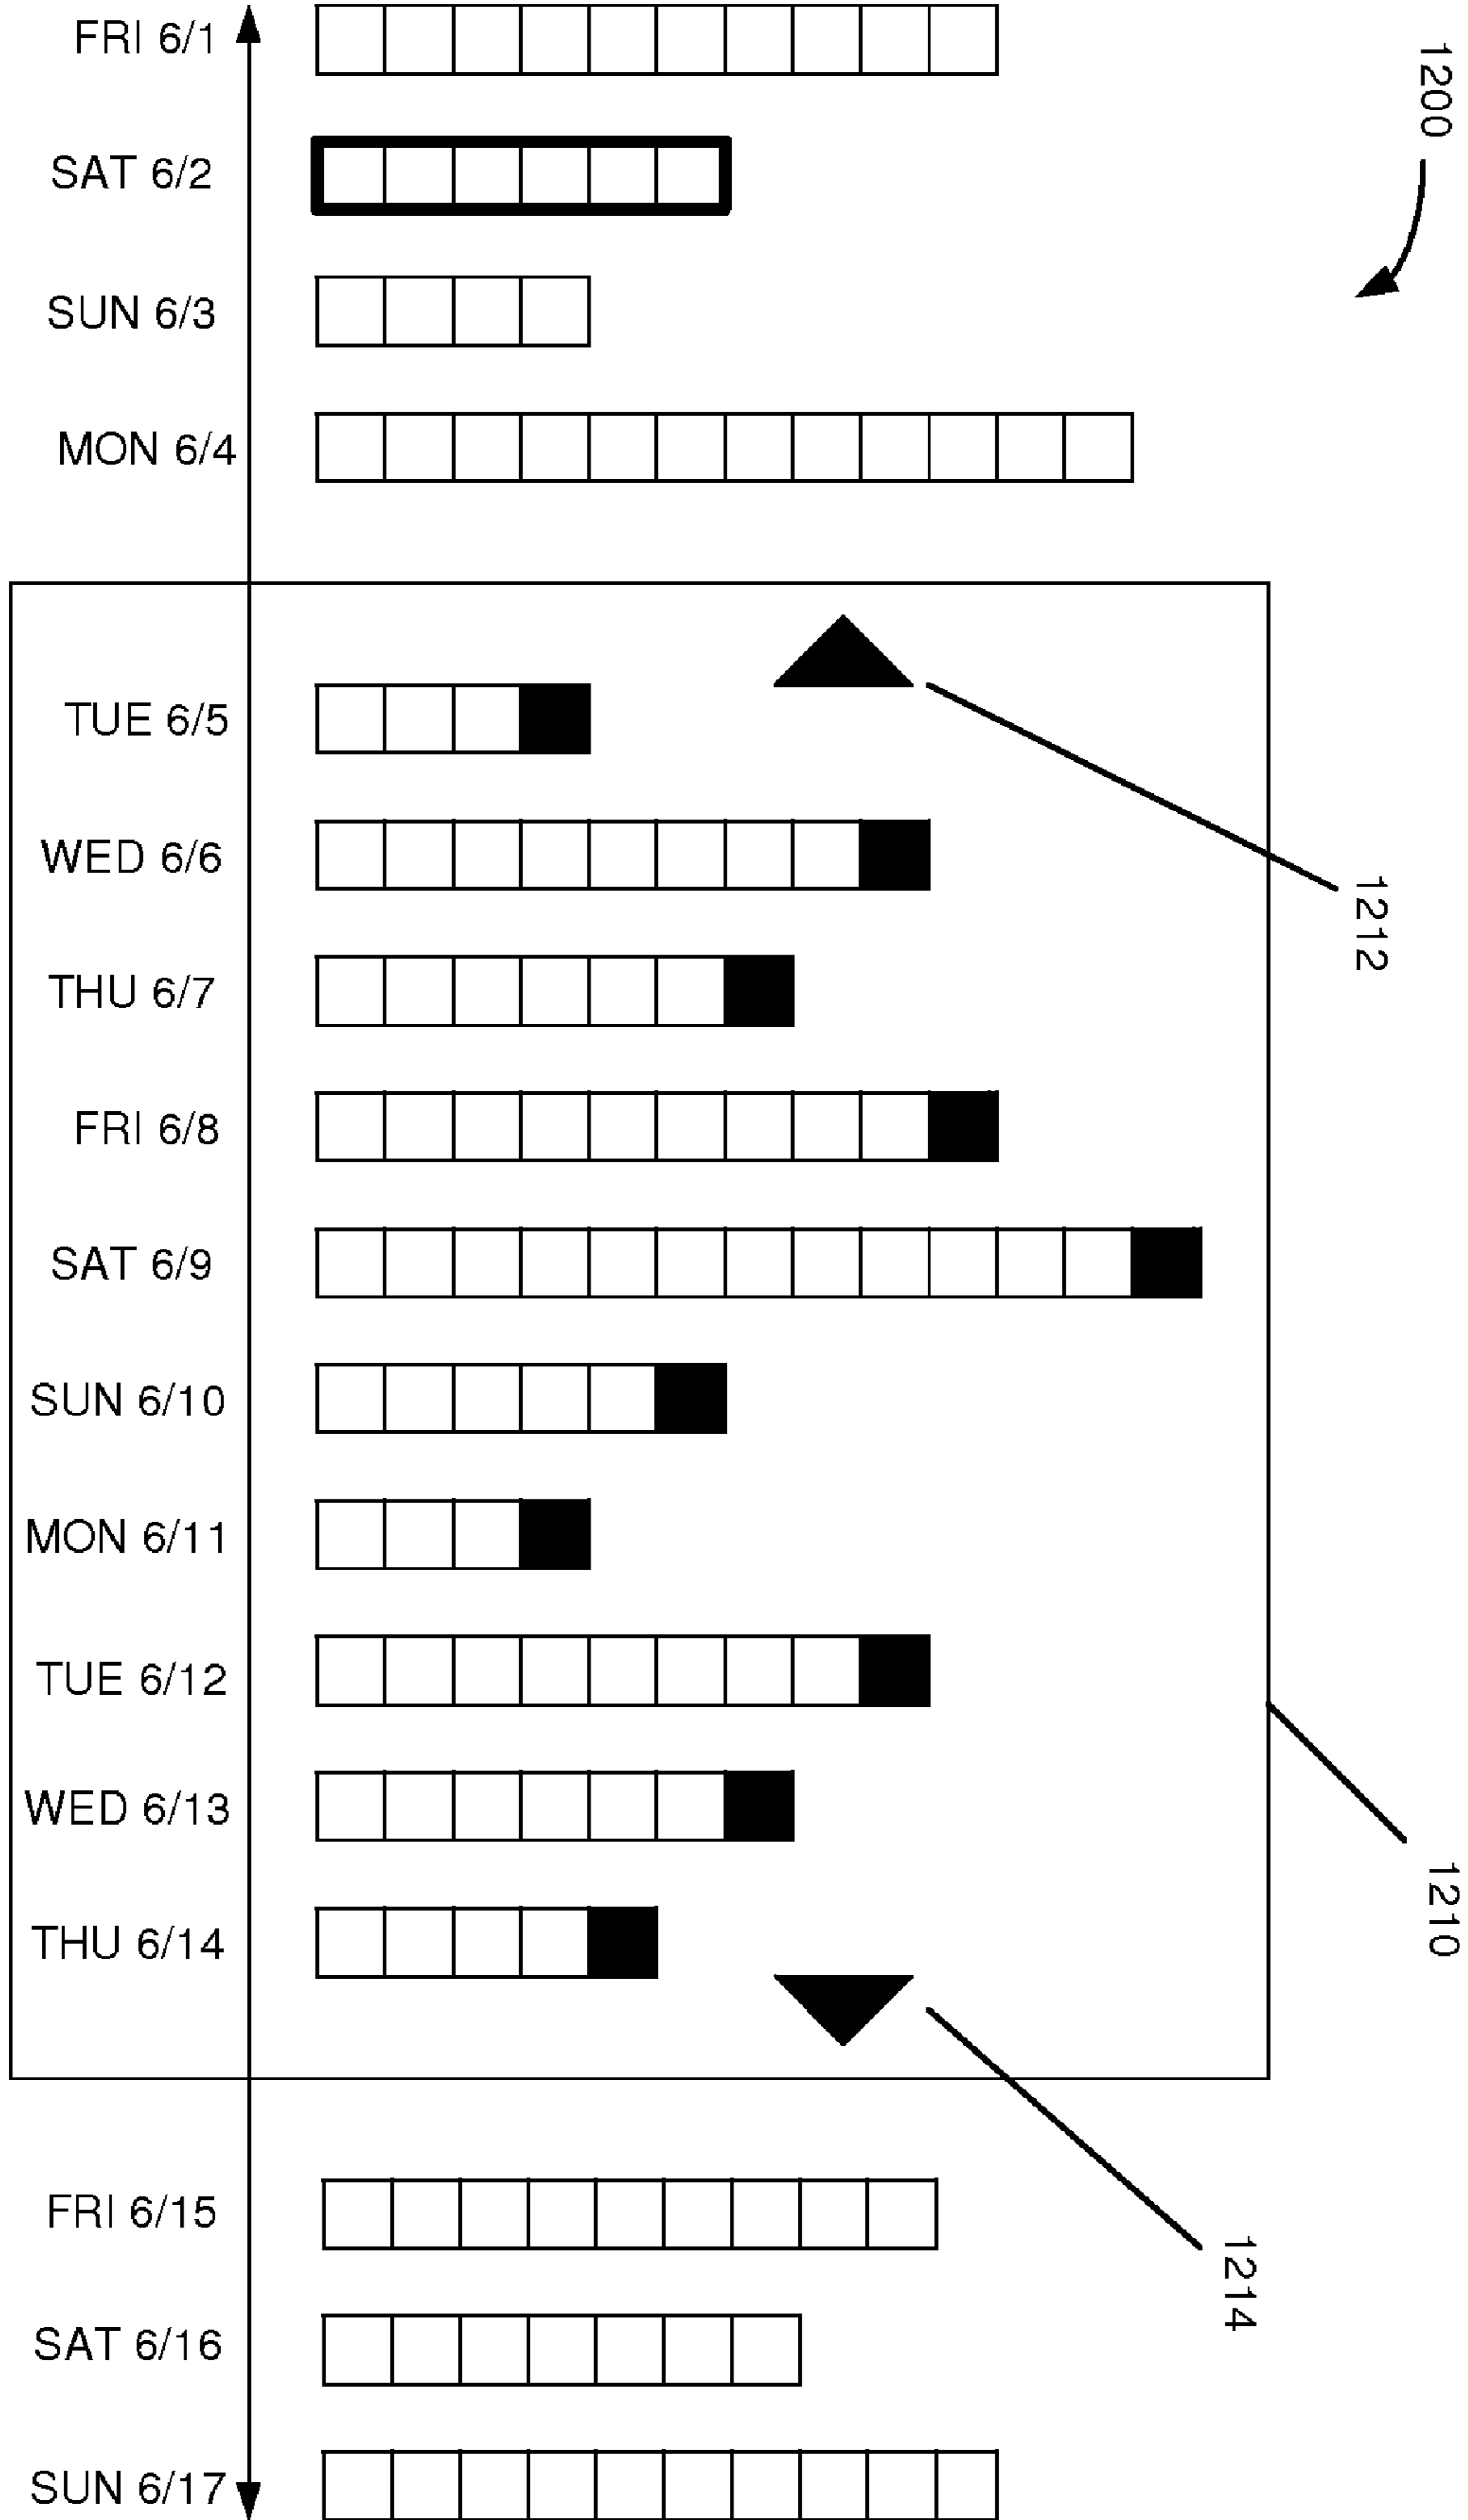 FRI 6/1
1200
SAT 6/2
SUN 6/3
MON 6/4
TUE 6/5
WED 6/6
1212
THU 6/7
FRI 6/8
SAT 6/9
SUN 6/10
MON 6/11
TUE 6/12
WED 6/13
1210
THU 6/14
FRI 6/15
1214
SAT 6/16
SUN 6/17